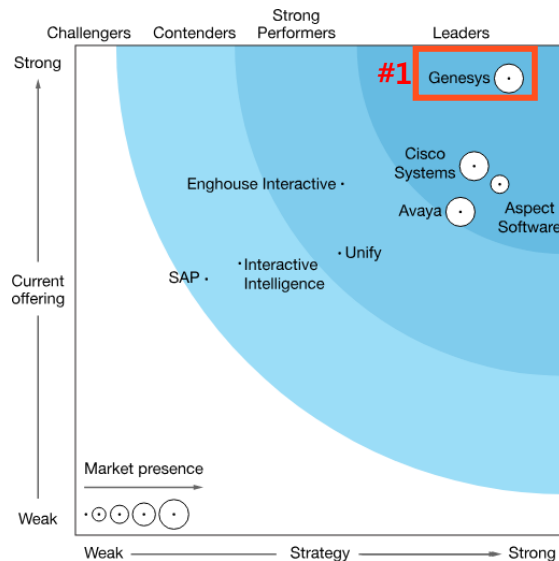 Challengers
Contenders
Strong
Performers
Leaders
Strong
#1
Genesys
Cisco
Systems
Enghouse Interactive
Avaya
Aspect
Software
Unify
Interactive
Intelligence
SAP
Current
offering
Market presence
Weak
Weak
Strategy
Strong